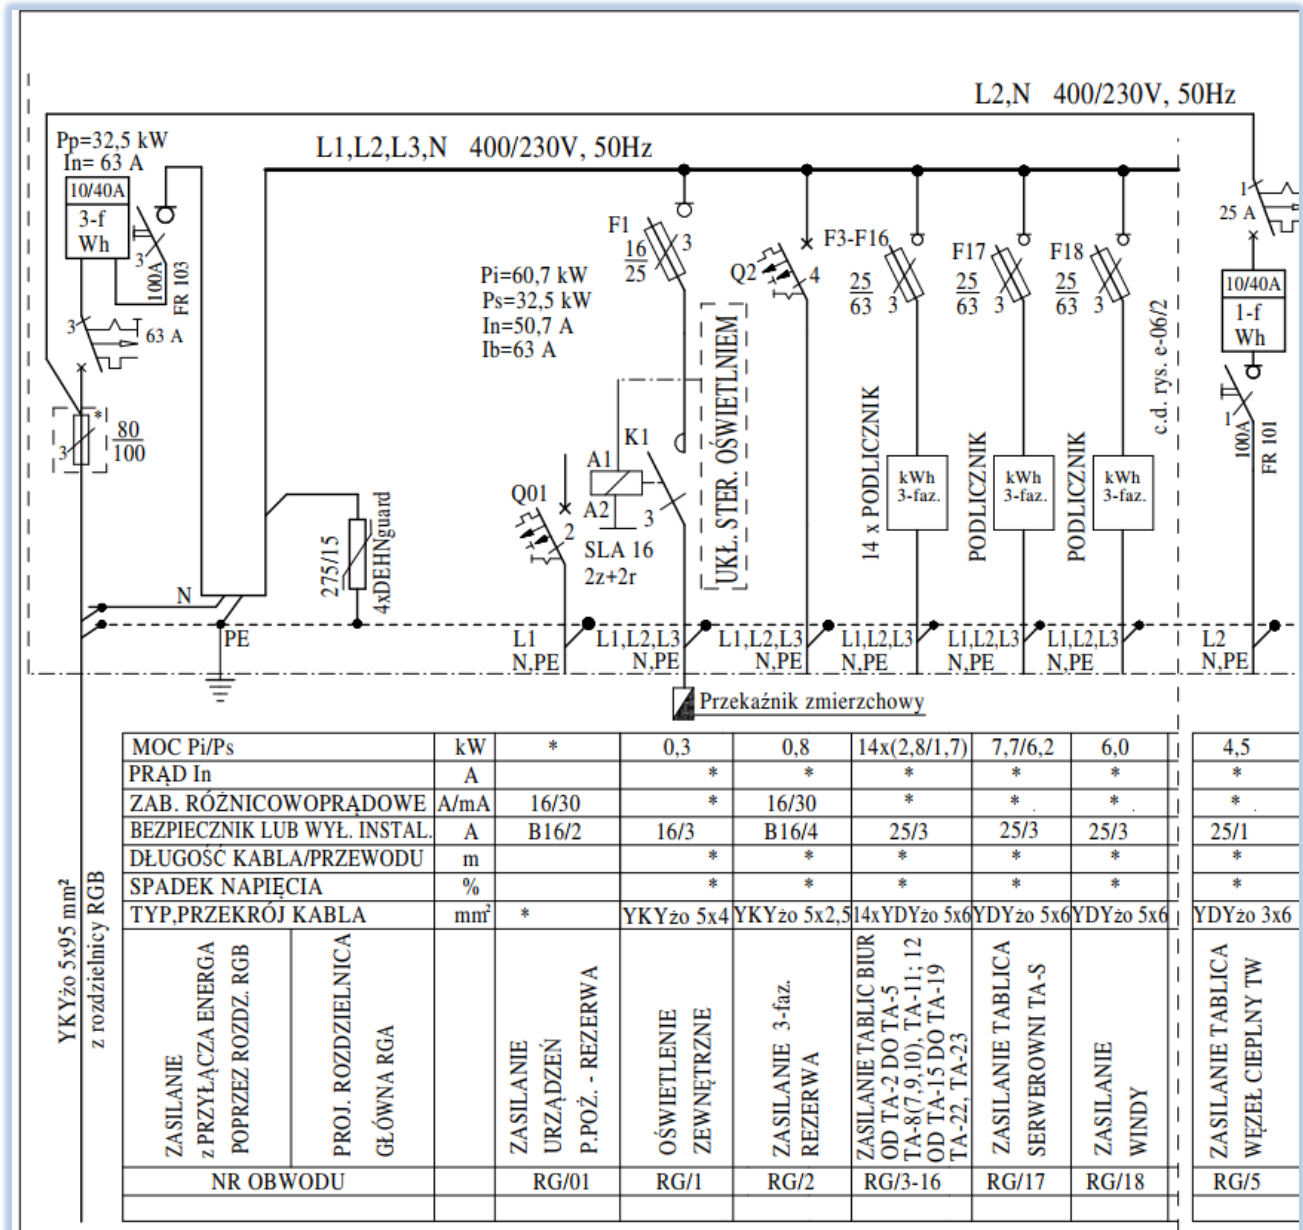 L2,N 400/230V, 50Hz
Pp=32,5 kW
In= 63 A
L1,L2,L3,N 400/230V, 50Hz
10/40A
3-f
Wh
3
100A
FR 103
3
63 A
*
3
80
100
N
PE
275/15
4xDEHNguard
Pi=60,7 kW
Ps=32,5 kW
In=50,7 A
Ib=63 A
F1
16
25
3
Q2
4
F3-F16
25
63
3
F17
25
63
3
F18
25
63
3
1
25 A
10/40A
1-f
Wh
1
100A
FR 101
c.d. rys. e-06/2
UKŁ. STER. OŚWIETLNIEM
K1
A1
A2
3
SLA 16
2z+2r
Q01
2
14 x PODLICZNIK
kWh
3-faz.
PODLICZNIK
kWh
3-faz.
PODLICZNIK
kWh
3-faz.
L1
N,PE
L1,L2,L3
N,PE
L1,L2,L3
N,PE
L1,L2,L3
N,PE
L1,L2,L3
N,PE
L1,L2,L3
N,PE
L2
N,PE
Przekaźnik zmierzchowy
YKYżo 5x95 mm²
z rozdzielnicy RGB
MOC Pi/Ps kW * 0,3 0,8 14x(2,8/1,7) 7,7/6,2 6,0 4,5
PRĄD In A * * * * * *
ZAB. RÓŻNICOWOPRĄDOWE A/mA 16/30 * 16/30 * * * *
BEZPIECZNIK LUB WYŁ. INSTAL. A B16/2 16/3 B16/4 25/3 25/3 25/3 25/1
DŁUGOŚĆ KABLA/PRZEWODU m * * * * * *
SPADEK NAPIĘCIA % * * * * * *
TYP,PRZEKRÓJ KABLA mm² * YKYżo 5x4 YKYżo 5x2,5 14xYDYżo 5x6 YDYżo 5x6 YDYżo 5x6 YDYżo 3x6
ZASILANIE
z PRZYŁĄCZA ENERGA
POPRZEZ ROZDZ. RGB
PROJ. ROZDZIELNICA
GŁÓWNA RGA
ZASILANIE
URZĄDZEŃ
P.POŻ. - REZERWA
OŚWIETLENIE
ZEWNĘTRZNE
ZASILANIE 3-faz.
REZERWA
ZASILANIE TABLIC BIUR
OD TA-2 DO TA-5
TA-8(7,9,10), TA-11; 12
OD TA-15 DO TA-19
TA-22, TA-23
ZASILANIE TABLICA
SERWEROWNI TA-S
ZASILANIE
WINDY
ZASILANIE TABLICA
WĘZEŁ CIEPLNY TW
NR OBWODU RG/01 RG/1 RG/2 RG/3-16 RG/17 RG/18 RG/5